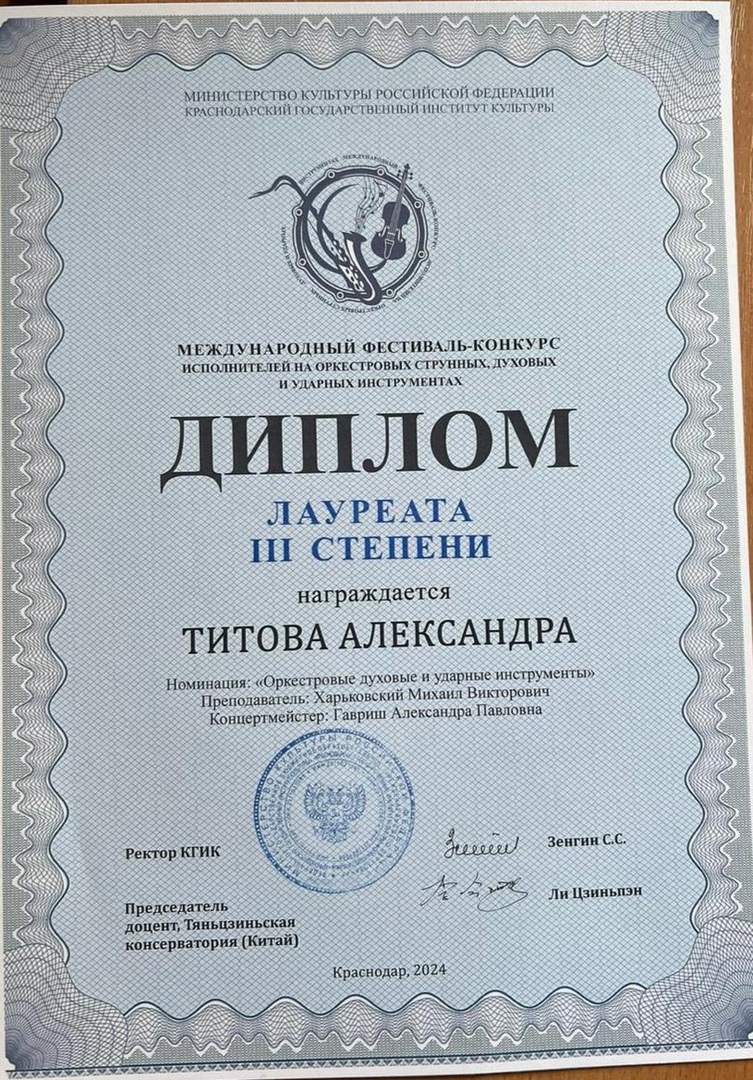 МИНИСТЕРСТВО КУЛЬТУРЫ РОССИЙСКОЙ ФЕДЕРАЦИИ
КРАСНОДАРСКИЙ ГОСУДАРСТВЕННЫЙ ИНСТИТУТ КУЛЬТУРЫ
МЕЖДУНАРОДНЫЙ ФЕСТИВАЛЬ-КОНКУРС
ИСПОЛНИТЕЛЕЙ НА ОРКЕСТРОВЫХ СТРУННЫХ, ДУХОВЫХ
И УДАРНЫХ ИНСТРУМЕНТАХ
ДИПЛОМ
ЛАУРЕАТА
III СТЕПЕНИ
награждается
ТИТОВА АЛЕКСАНДРА
Номинация: «Оркестровые духовые и ударные инструменты»
Преподаватель: Харьковский Михаил Викторович
Концертмейстер: Гавриш Александра Павловна
Ректор КГИК
Зенгин С.С.
Председатель
доцент, Тяньцзиньская
консерватория (Китай)
Ли Цзиньпэн
Краснодар, 2024